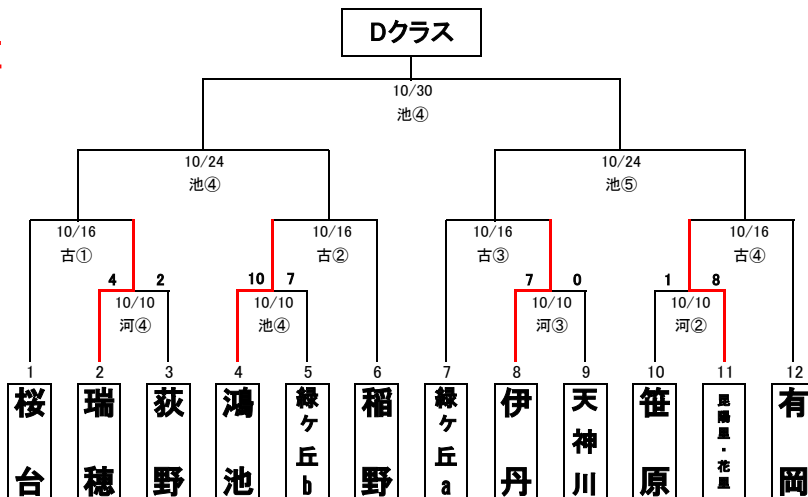 Dクラス
10/30
池④
10/24
池④
10/24
池⑤
10/16
古①
10/16
古②
10/16
古③
10/16
古④
4 2
10 7
7 0
1 8
10/10
河④
10/10
池④
10/10
河③
10/10
河②
1 2 3 4 5 6 7 8 9 10 11 12
桜台
瑞穂
荻野
鴻池
緑ケ丘b
稲野
緑ケ丘a
伊丹
天神川
笹原
昆陽里・花里
有岡